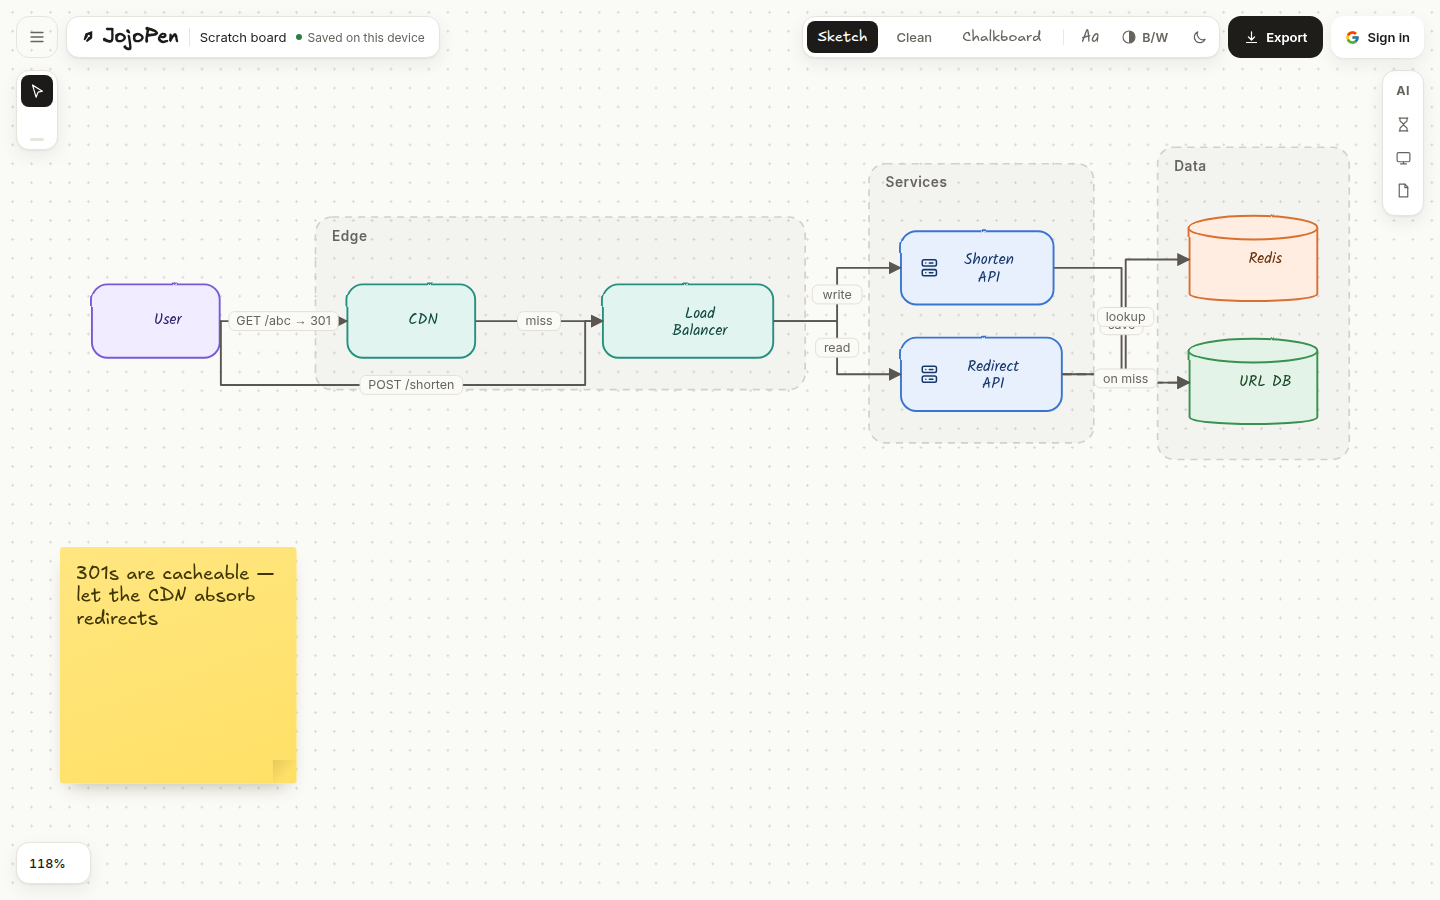 JojoPen
Scratch board
Saved on this device
Sketch
Clean
Chalkboard
Aa
B/W
Export
Sign in
AI
Edge
Services
Data
User
GET /abc → 301
CDN
miss
Load
Balancer
POST /shorten
write
read
Shorten
API
Redirect
API
lookup
save
on miss
Redis
URL DB
301s are cacheable —
let the CDN absorb
redirects
118%